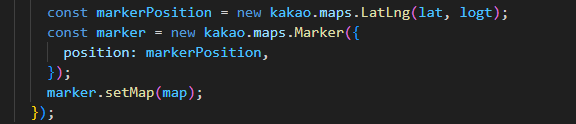 const markerPosition = new kakao.maps.LatLng(lat, logt);
const marker = new kakao.maps.Marker({
position: markerPosition,
});
marker.setMap(map);
});